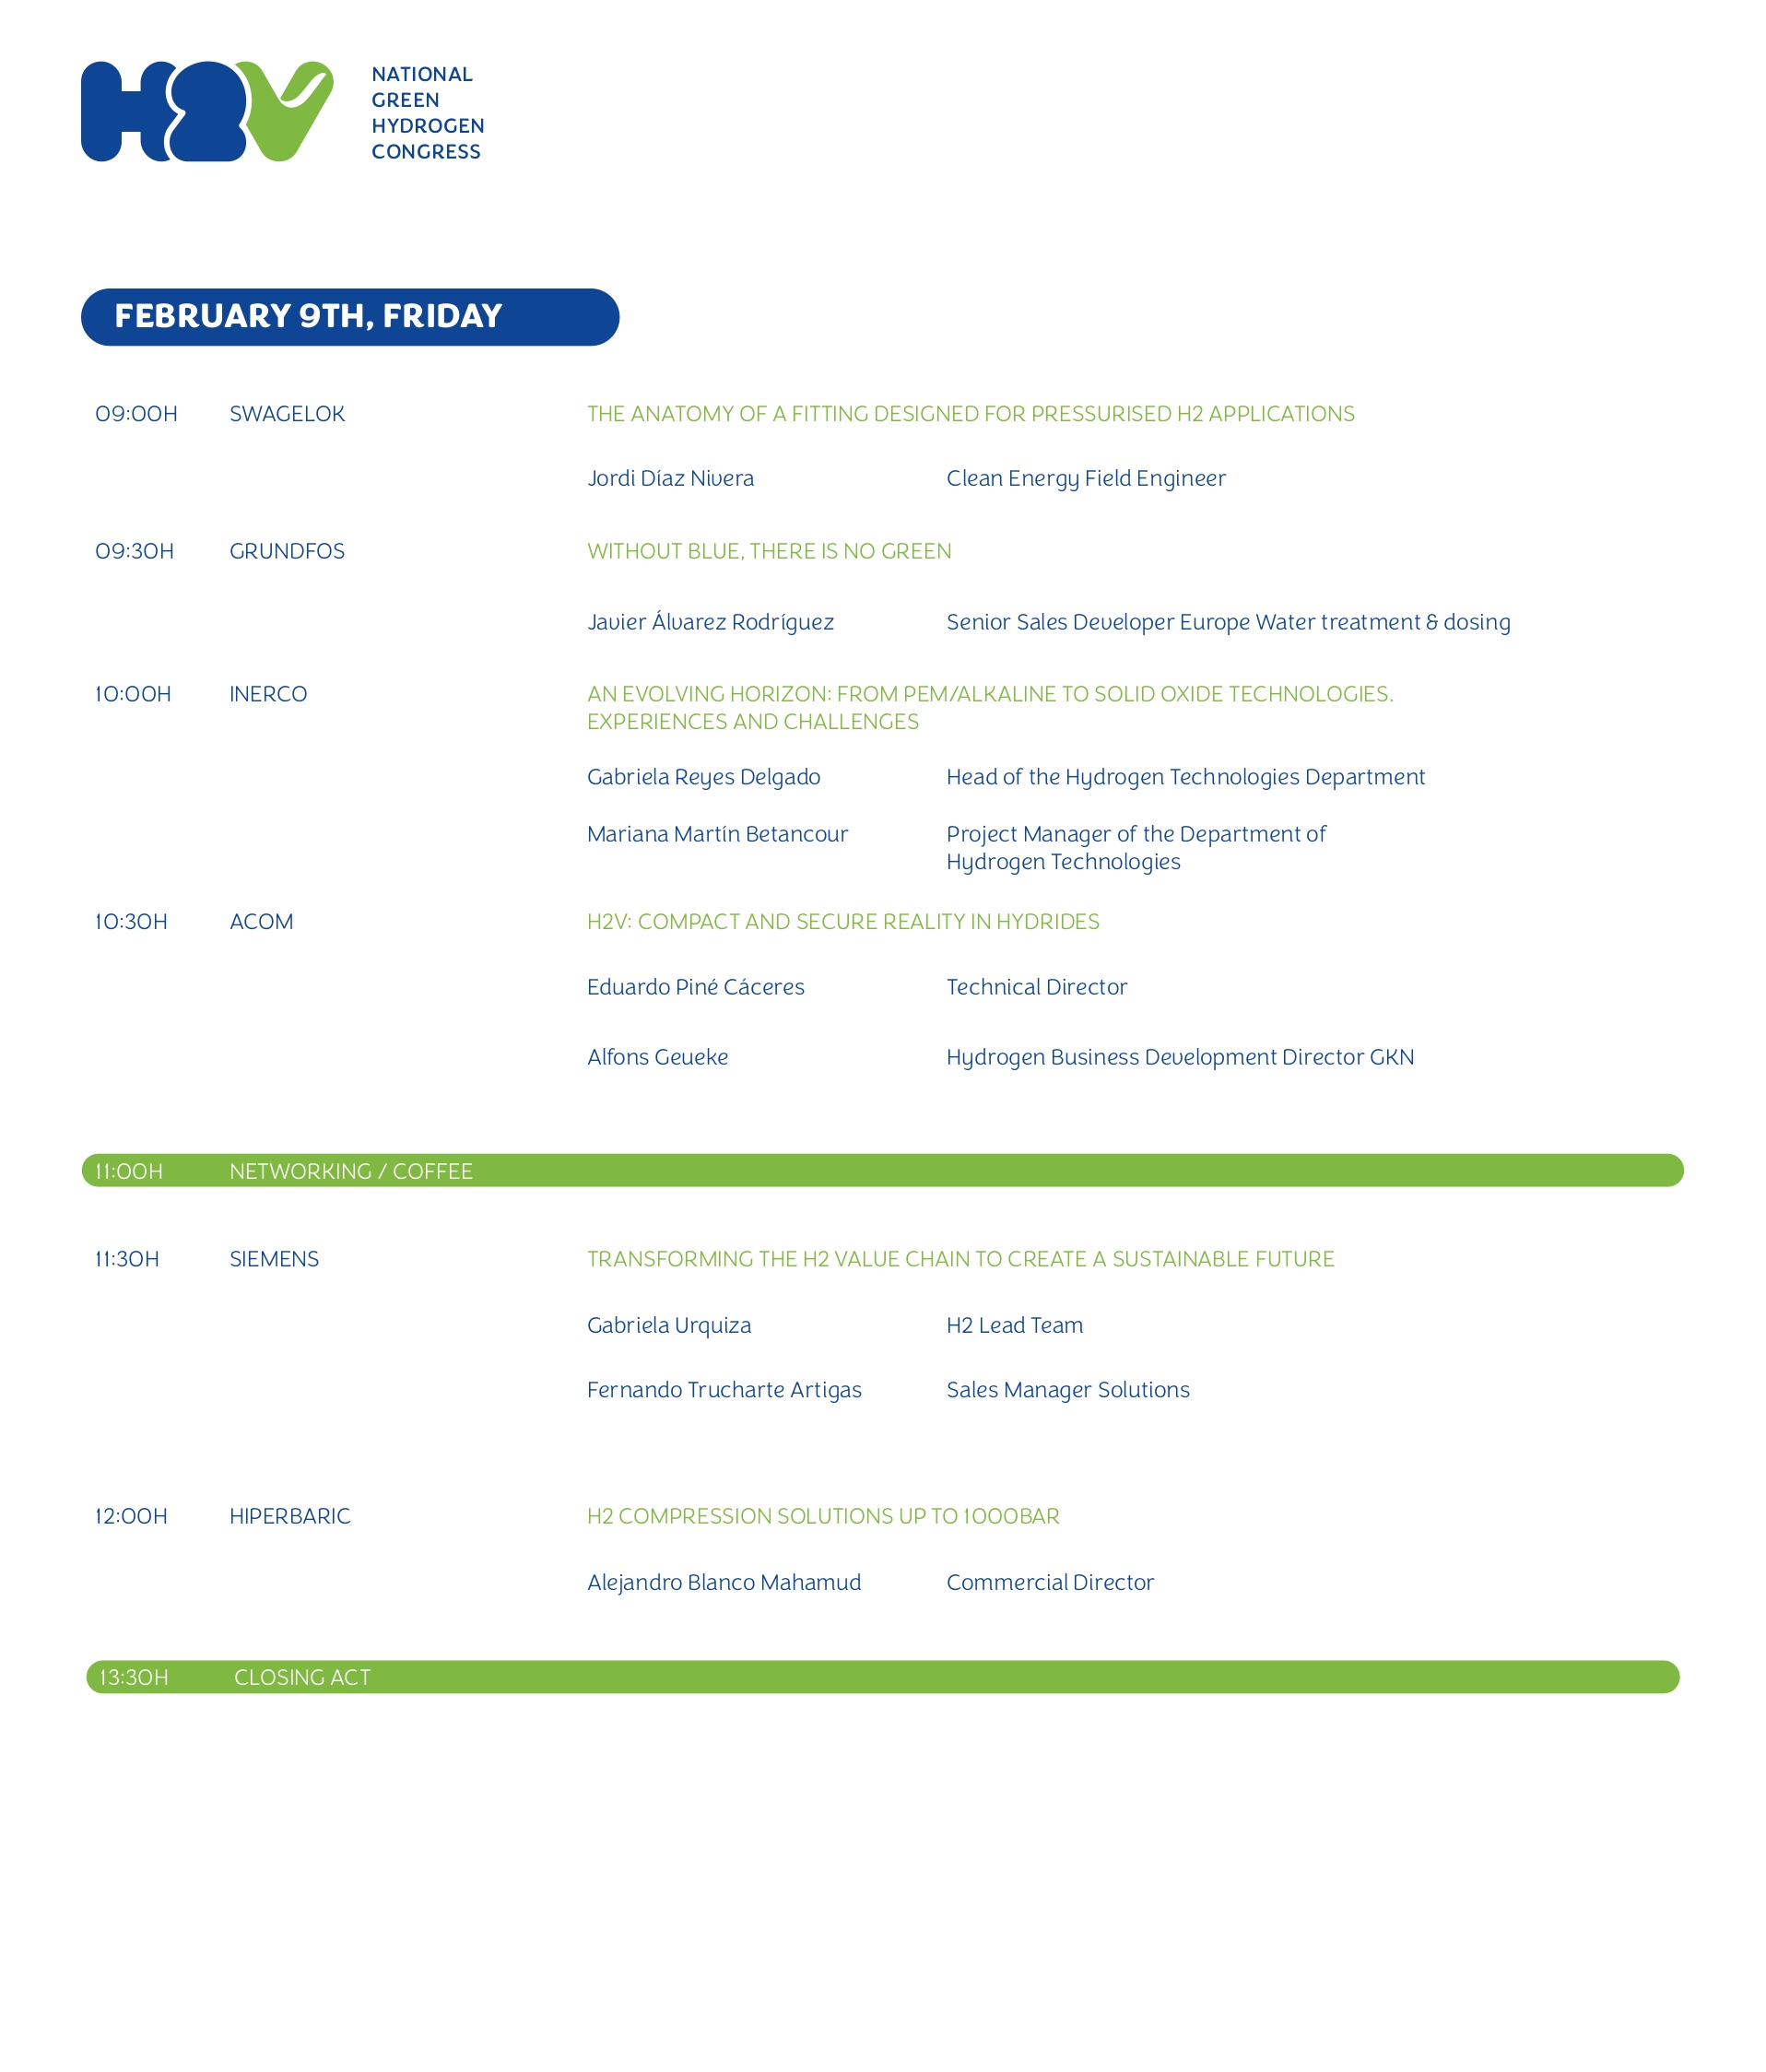 H2V
NATIONAL
GREEN
HYDROGEN
CONGRESS
FEBRUARY 9TH, FRIDAY
09:00H SWAGELOK THE ANATOMY OF A FITTING DESIGNED FOR PRESSURISED H2 APPLICATIONS
Jordi Díaz Nivera Clean Energy Field Engineer
09:30H GRUNDFOS WITHOUT BLUE, THERE IS NO GREEN
Javier Álvarez Rodríguez Senior Sales Developer Europe Water treatment & dosing
10:00H INERCO AN EVOLVING HORIZON: FROM PEM/ALKALINE TO SOLID OXIDE TECHNOLOGIES.
EXPERIENCES AND CHALLENGES
Gabriela Reyes Delgado Head of the Hydrogen Technologies Department
Mariana Martín Betancour Project Manager of the Department of
Hydrogen Technologies
10:30H ACOM H2V: COMPACT AND SECURE REALITY IN HYDRIDES
Eduardo Piné Cáceres Technical Director
Alfons Geueke Hydrogen Business Development Director GKN
11:00H NETWORKING / COFFEE
11:30H SIEMENS TRANSFORMING THE H2 VALUE CHAIN TO CREATE A SUSTAINABLE FUTURE
Gabriela Urquiza H2 Lead Team
Fernando Trucharte Artigas Sales Manager Solutions
12:00H HIPERBARIC H2 COMPRESSION SOLUTIONS UP TO 1000BAR
Alejandro Blanco Mahamud Commercial Director
13:30H CLOSING ACT